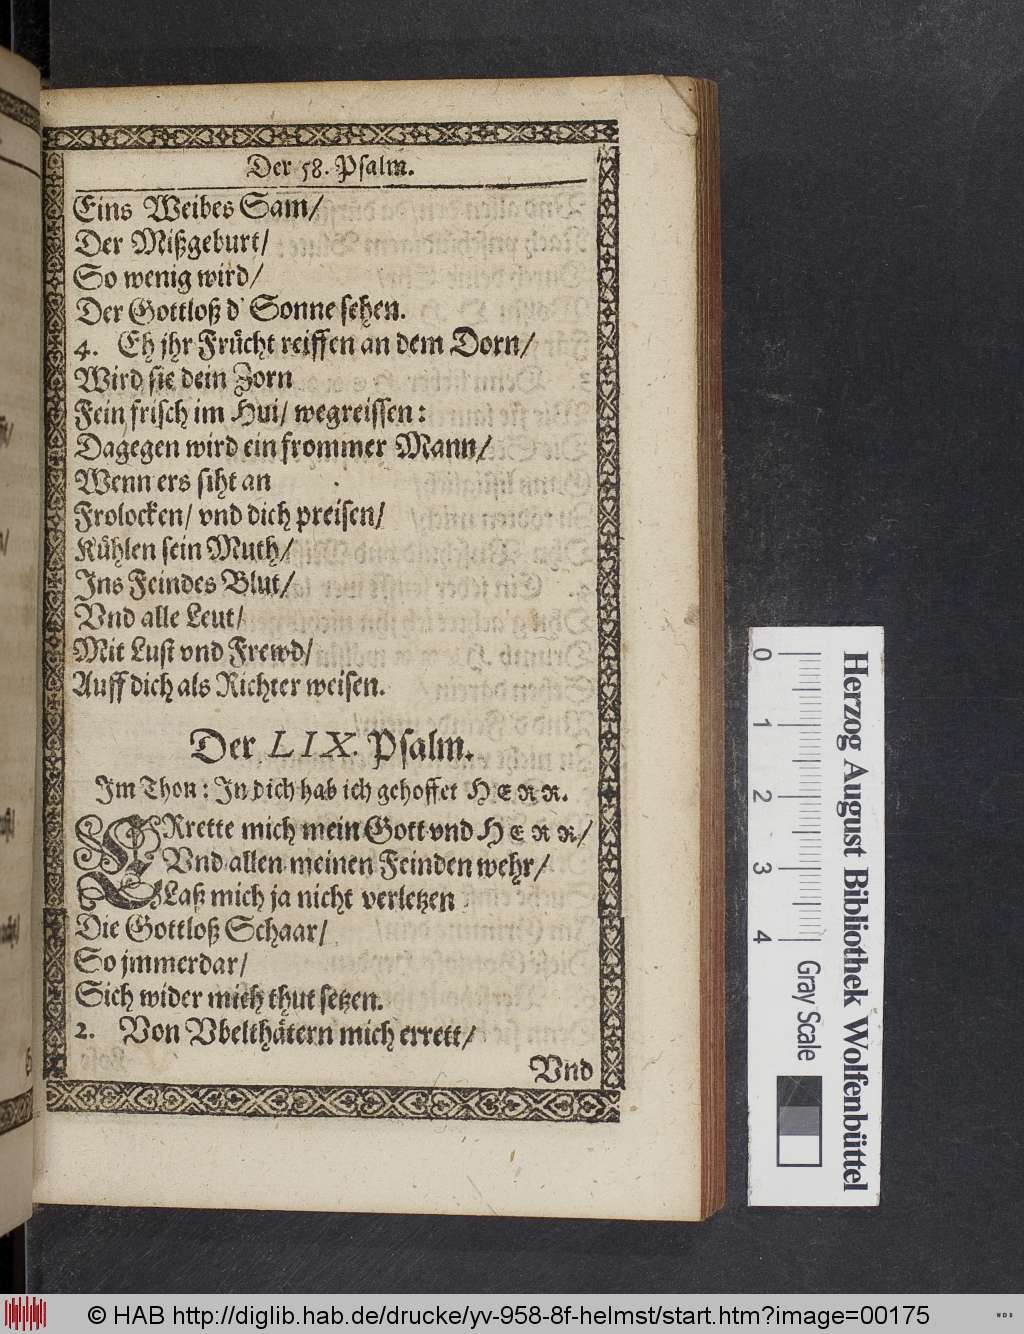 Der 58. Psalm.
Eins Weibes Sam/
Der Mißgeburt/
So wenig wird/
Der Gottloß d' Sonne sehen.
4. Eh jhr Frücht reiffen an dem Dorn/
Wird sie dein Zorn
Fein frisch im Hui/ wegreissen:
Dagegen wird ein frommer Mann/
Wenn ers siht an
Frolocken/ vnd dich preisen/
Kühlen sein Muth/
Ins Feindes Blut/
Vnd alle Leut/
Mit Lust vnd Frewd/
Auff dich als Richter weisen.
Der LIX. Psalm.
Im Thon: In dich hab ich gehoffet HERR.
ERrette mich mein Gott vnd HERR/
Vnd allen meinen Feinden wehr/
Laß mich ja nicht verletzen
Die Gottloß Schaar/
So jmmerdar/
Sich wider mich thut setzen.
2. Von Vbelthätern mich errett/
Vnd
0 1 2 3 4
Herzog August Bibliothek Wolfenbüttel
Gray Scale
© HAB http://diglib.hab.de/drucke/yv-958-8f-helmst/start.htm?image=00175